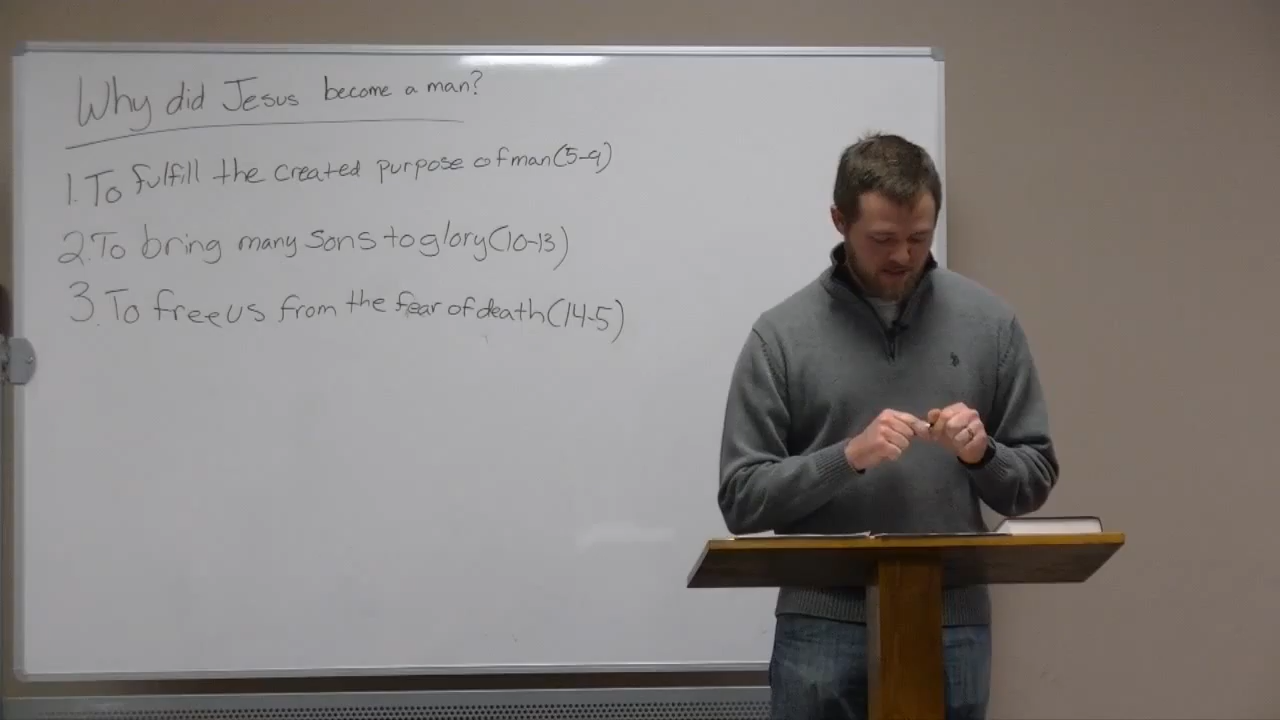 Why did Jesus become a man?
1. To fulfill the created purpose of man (5-9)
2. To bring many sons to glory (10-13)
3. To free us from the fear of death (14-5)